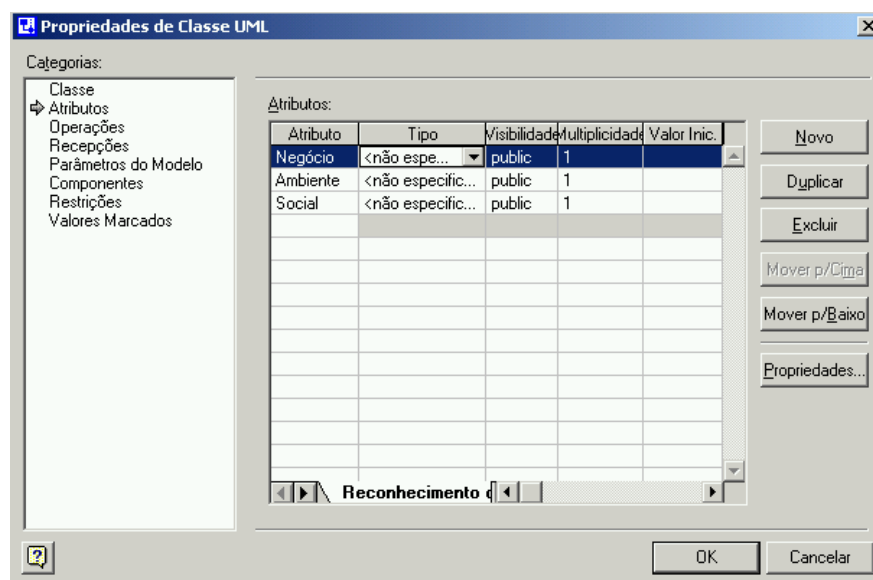 Propriedades de Classe UML
Categorias:
Classe
Atributos
Operações
Recepções
Parâmetros do Modelo
Componentes
Restrições
Valores Marcados
Atributos:
Atributo Tipo Visibilidade Multiplicidade Valor Inic.
Negócio <não espe... public 1
Ambiente <não especific... public 1
Social <não especific... public 1
Reconhecimento
Novo
Duplicar
Excluir
Mover p/Cima
Mover p/Baixo
Propriedades...
OK Cancelar